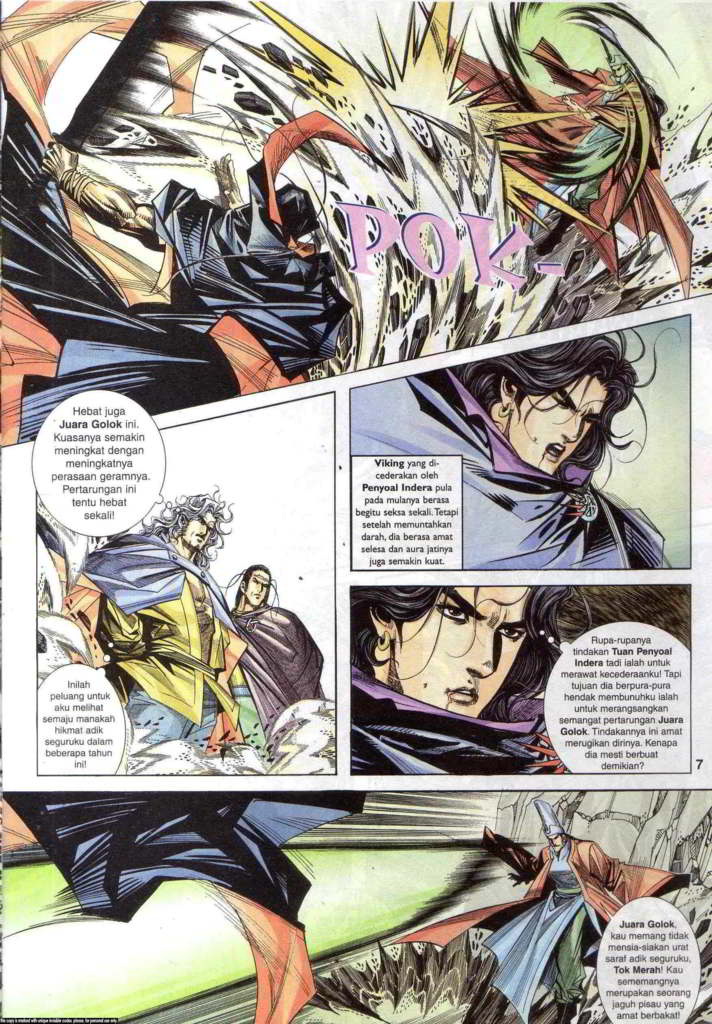 POK-
Hebat juga
Juara Golok ini.
Kuasanya semakin
meningkat dengan
meningkatnya
perasaan geramnya.
Pertarungan ini
tentu hebat
sekali!
Viking yang di-
cederakan oleh
Penyoal Indera pula
pada mulanya berasa
begitu seksa sekali. Tetapi
setelah memuntahkan
darah, dia berasa amat
selesa dan aura jatinya
juga semakin kuat.
Inilah
peluang untuk
aku melihat
semaju manakah
hikmat adik
seguruku dalam
beberapa tahun
ini!
Rupa-rupanya
tindakan Tuan Penyoal
Indera tadi ialah untuk
merawat kecederaanku! Tapi
tujuan dia berpura-pura
hendak membunuhku ialah
untuk merangsangkan
semangat pertarungan Juara
Golok. Tindakannya ini amat
merugikan dirinya. Kenapa
dia mesti berbuat
demikian?
7
Juara Golok,
kau memang tidak
mensia-siakan urat
saraf adik seguruku,
Tok Merah! Kau
sememangnya
merupakan seorang
jaguh pisau yang
amat berbakat!